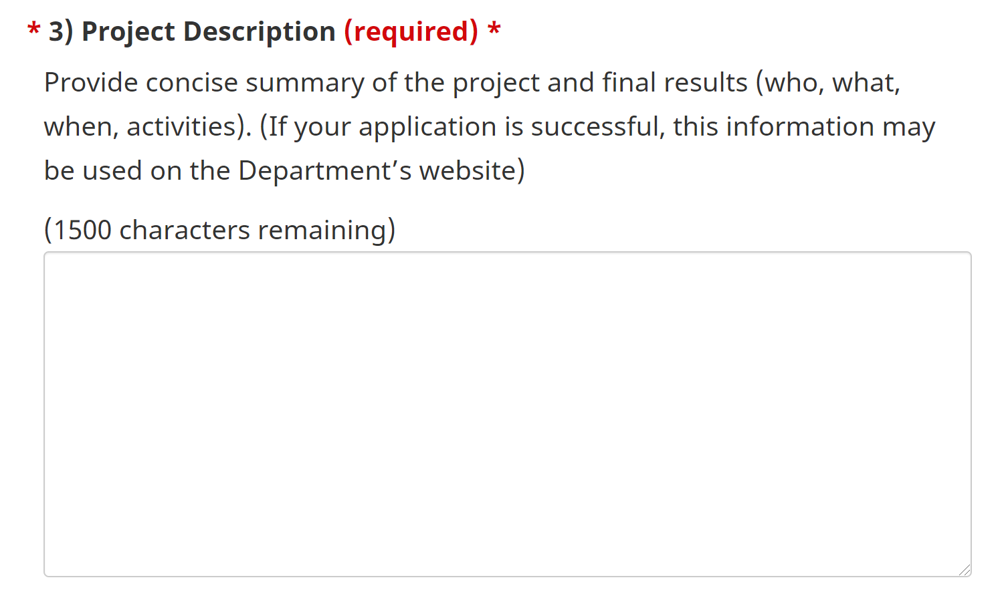 * 3) Project Description (required) *
Provide concise summary of the project and final results (who, what,
when, activities). (If your application is successful, this information may
be used on the Department’s website)
(1500 characters remaining)